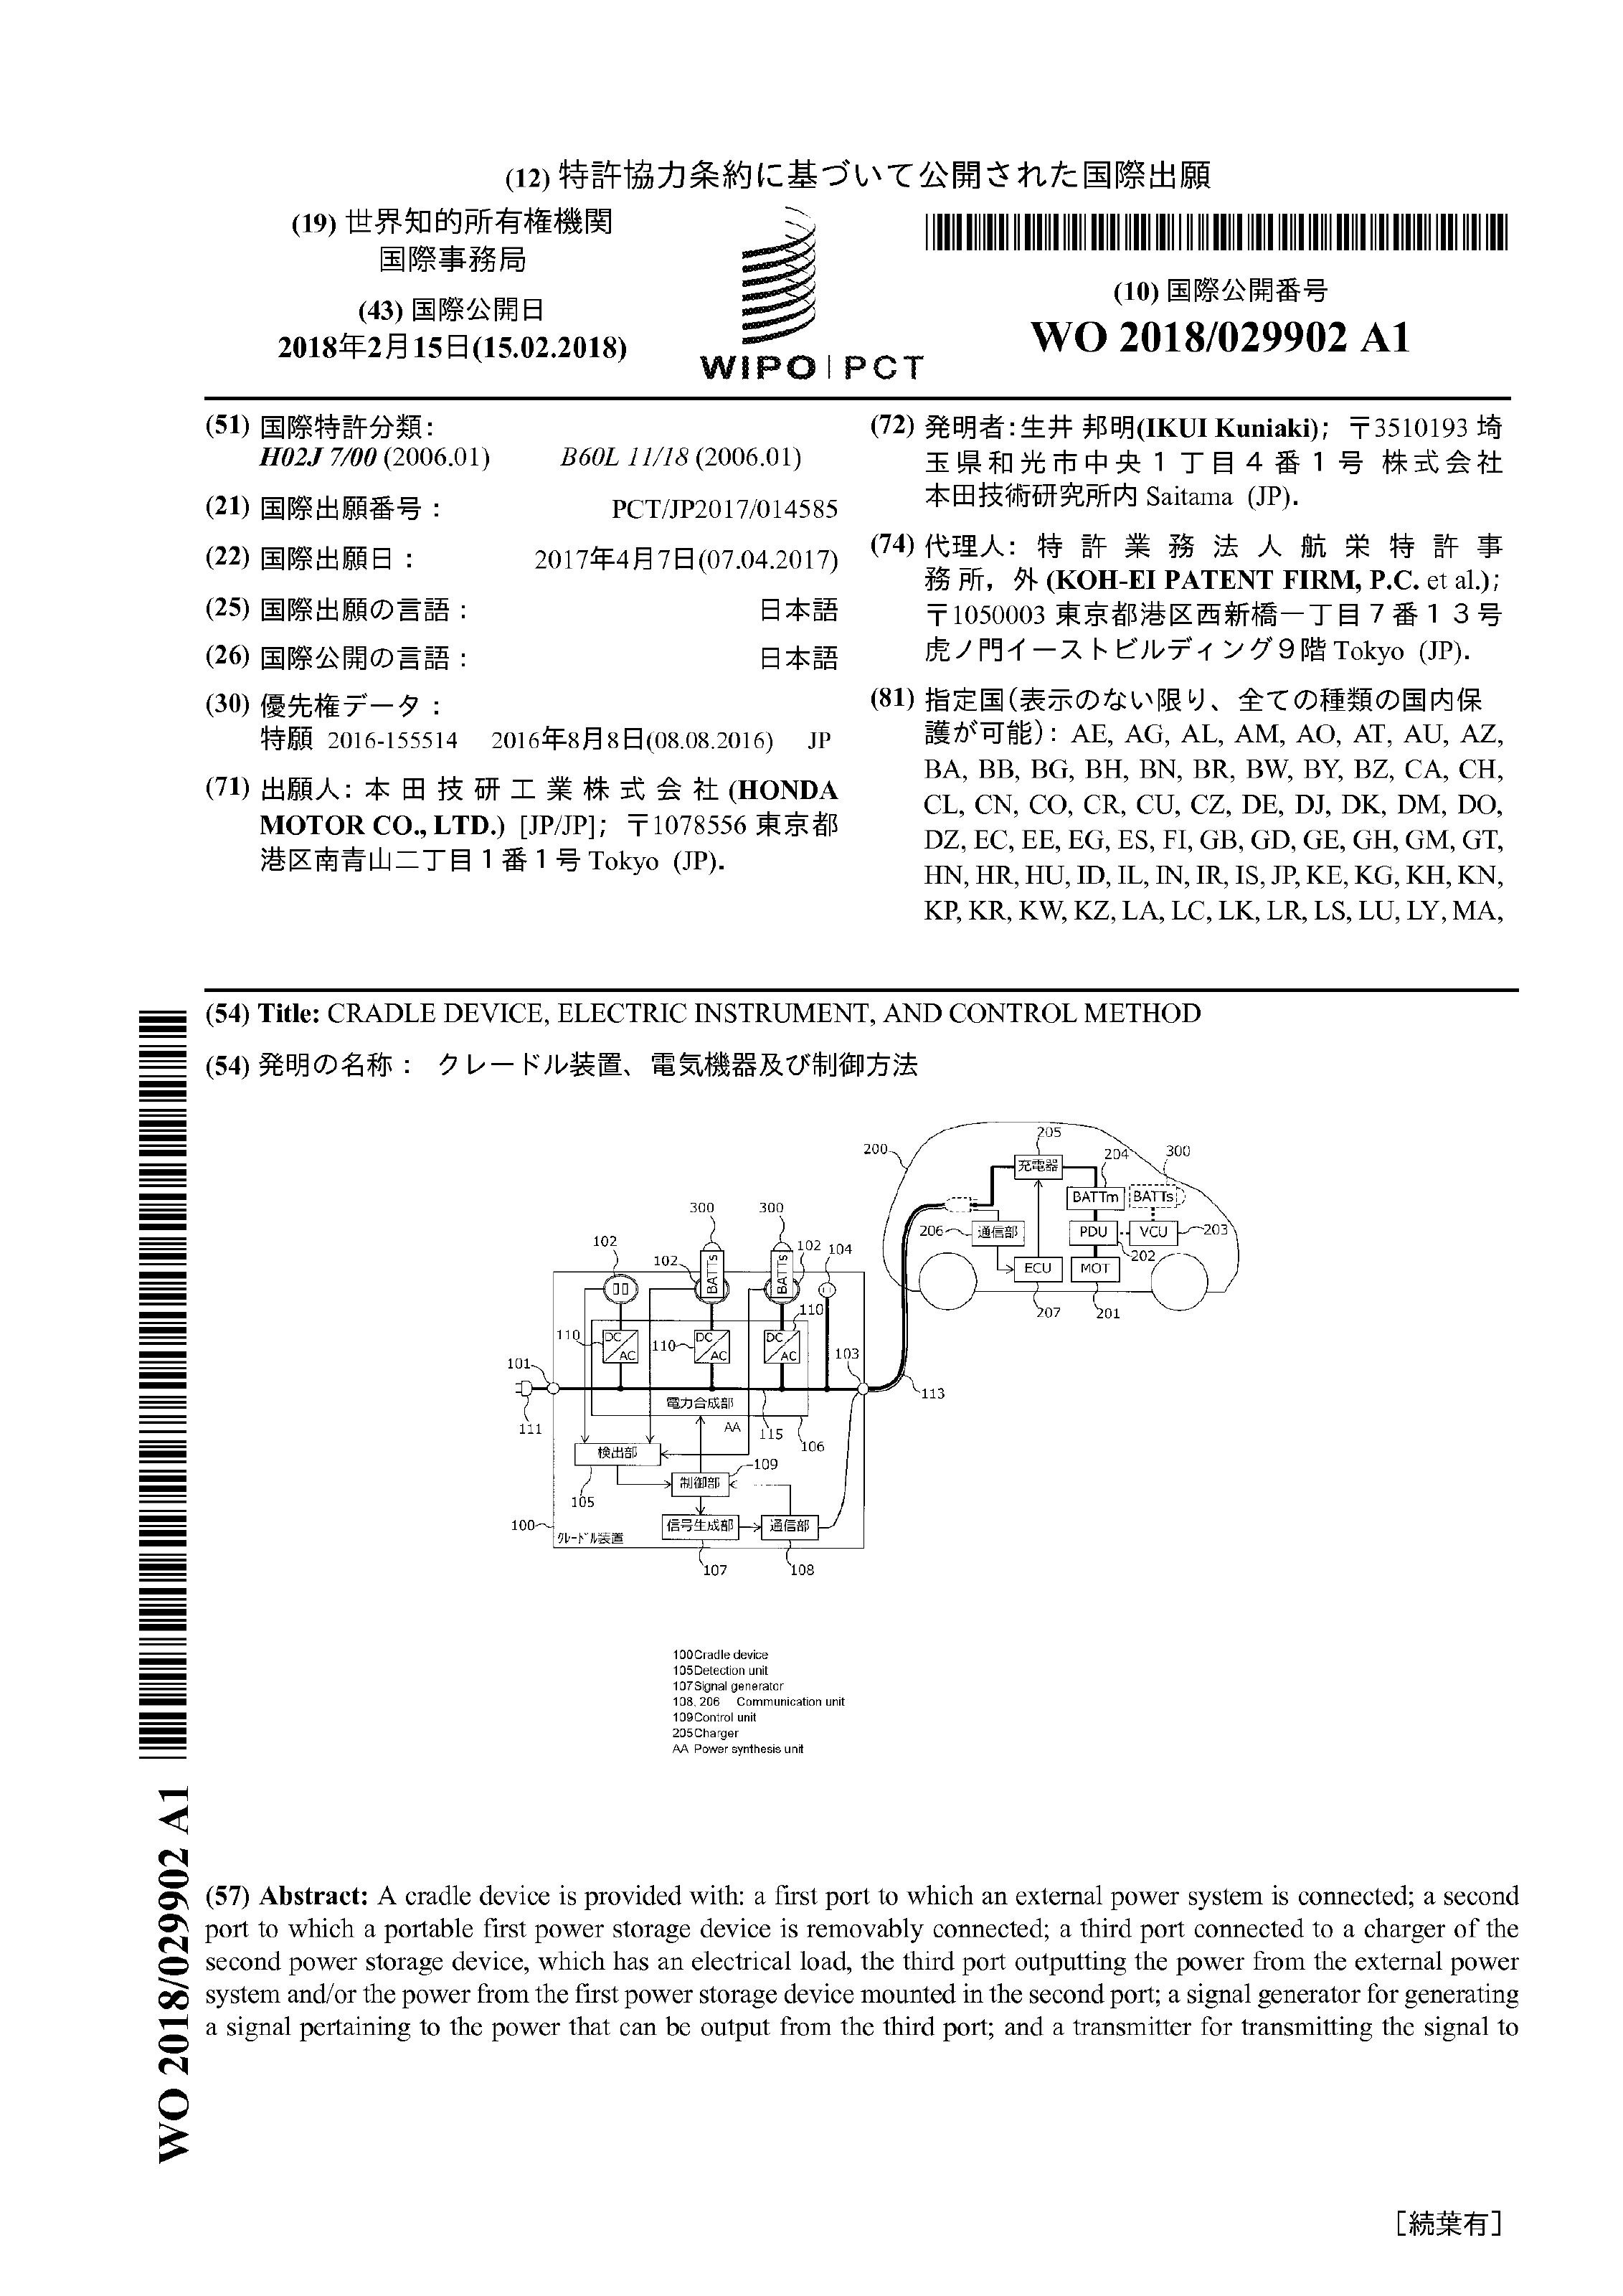 (12) 特許協力条約に基づいて公開された国際出願
(19) 世界知的所有権機関
国際事務局
(43) 国際公開日
2018年2月15日(15.02.2018)
WIPO | PCT
(10) 国際公開番号
WO 2018/029902 A1
(51) 国際特許分類:
H02J 7/00 (2006.01) B60L 11/18 (2006.01)
(21) 国際出願番号: PCT/JP2017/014585
(22) 国際出願日: 2017年4月7日(07.04.2017)
(25) 国際出願の言語: 日本語
(26) 国際公開の言語: 日本語
(30) 優先権データ:
特願 2016-155514 2016年8月8日(08.08.2016) JP
(71) 出願人: 本田技研工業株式会社(HONDA
MOTOR CO., LTD.) [JP/JP]; 〒1078556 東京都
港区南青山二丁目1番1号 Tokyo (JP).
(72) 発明者: 生井 邦明(IKUI Kuniaki); 〒3510193 埼
玉県和光市中央1丁目4番1号 株式会社
本田技術研究所内 Saitama (JP).
(74) 代理人: 特許業務法人航栄特許事
務所, 外(KOH-EI PATENT FIRM, P.C. et al.);
〒1050003 東京都港区西新橋一丁目7番13号
虎ノ門イーストビルディング9階 Tokyo (JP).
(81) 指定国(表示のない限り、全ての種類の国内保
護が可能): AE, AG, AL, AM, AO, AT, AU, AZ,
BA, BB, BG, BH, BN, BR, BW, BY, BZ, CA, CH,
CL, CN, CO, CR, CU, CZ, DE, DJ, DK, DM, DO,
DZ, EC, EE, EG, ES, FI, GB, GD, GE, GH, GM, GT,
HN, HR, HU, ID, IL, IN, IR, IS, JP, KE, KG, KH, KN,
KP, KR, KW, KZ, LA, LC, LK, LR, LS, LU, LY, MA,
(54) Title: CRADLE DEVICE, ELECTRIC INSTRUMENT, AND CONTROL METHOD
(54) 発明の名称: クレードル装置、電気機器及び制御方法
200
205
充電器
204
300
BATTm
BATTs
206
通信部
PDU
VCU
203
202
ECU
MOT
207
201
300
300
102
102
BATTs
BATTs
102
104
110
DC
AC
110
DC
AC
110
DC
AC
101
103
111
113
電力合成部
AA
115
106
検出部
105
109
制御部
100
信号生成部
通信部
クレードル装置
107
108
100 Cradle device
105 Detection unit
107 Signal generator
108, 206 Communication unit
109 Control unit
205 Charger
AA Power synthesis unit
(57) Abstract: A cradle device is provided with: a first port to which an external power system is connected; a second
port to which a portable first power storage device is removably connected; a third port connected to a charger of the
second power storage device, which has an electrical load, the third port outputting the power from the external power
system and/or the power from the first power storage device mounted in the second port; a signal generator for generating
a signal pertaining to the power that can be output from the third port; and a transmitter for transmitting the signal to
WO 2018/029902 A1
[続葉有]